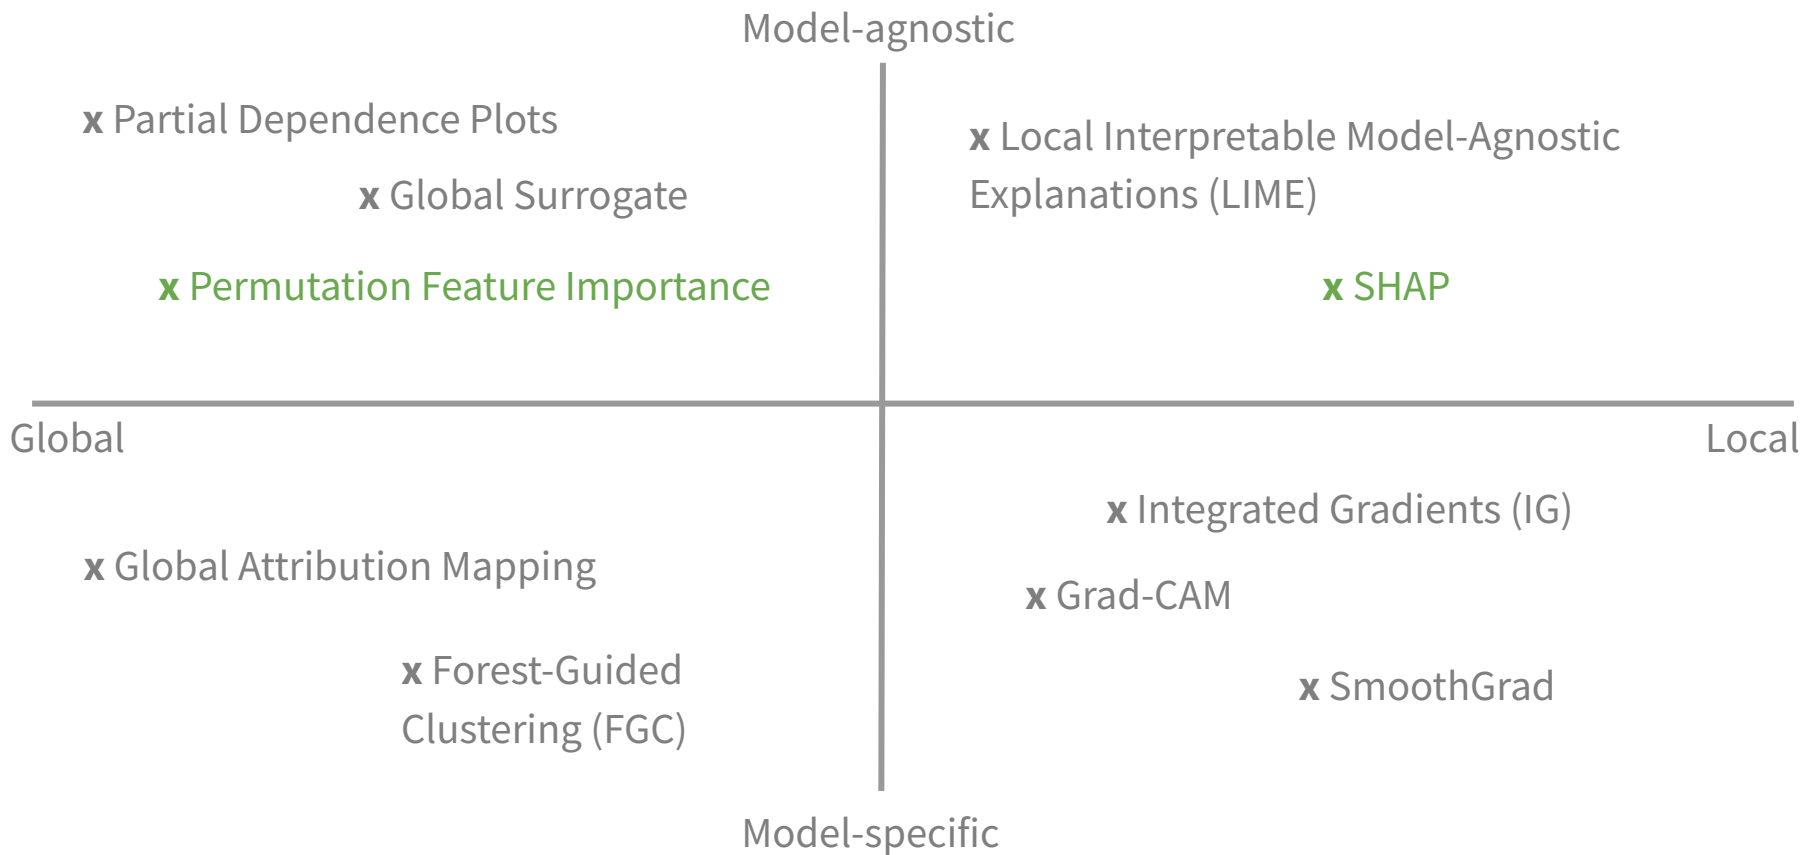 Model-agnostic
x Partial Dependence Plots
x Global Surrogate
x Permutation Feature Importance
x Local Interpretable Model-Agnostic
Explanations (LIME)
x SHAP
Global
Local
x Global Attribution Mapping
x Forest-Guided
Clustering (FGC)
x Integrated Gradients (IG)
x Grad-CAM
x SmoothGrad
Model-specific